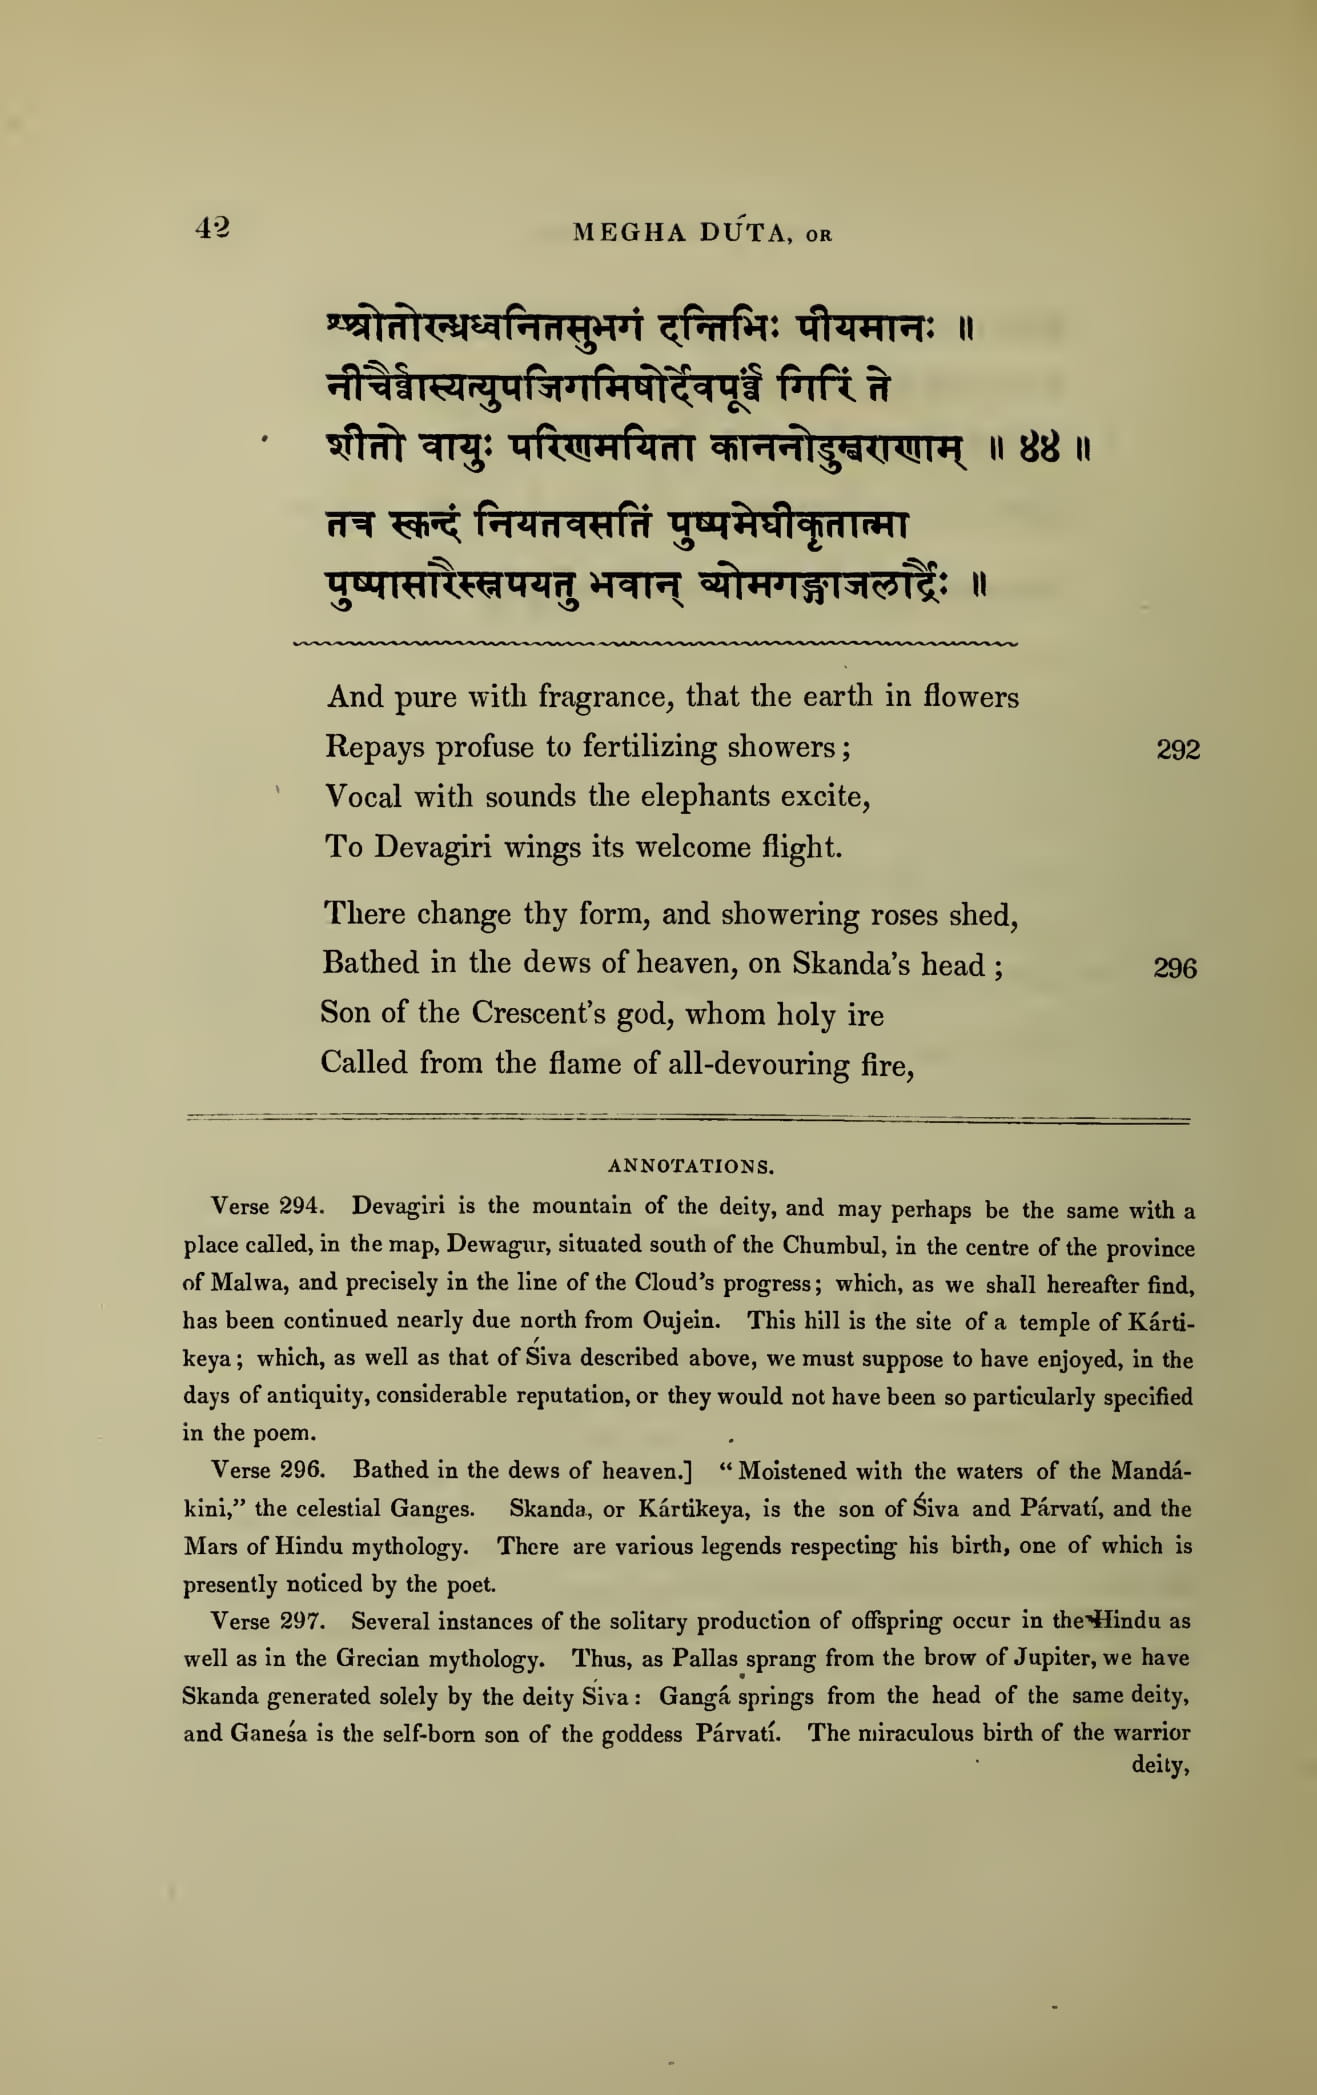 42
MEGHA DÚTA, OR
श्श्रोतोरन्ध्रध्वनितसुभगं दन्तिभिः पीयमानः ॥
नीचैर्व्वास्यत्युपजिगमिषोर्द्देवपूर्व्वं गिरिं ते
शीतो वायुः परिणमयिता काननोडुम्बराणाम् ॥ ४४ ॥
तत्र स्कन्दं नियतवसतिं पुष्पमेघीकृतात्मा
पुष्पासारैस्स्नपयतु भवान् व्योमगङ्गाजलार्द्रैः ॥
And pure with fragrance, that the earth in flowers
Repays profuse to fertilizing showers; 292
Vocal with sounds the elephants excite,
To Devagiri wings its welcome flight.
There change thy form, and showering roses shed,
Bathed in the dews of heaven, on Skanda's head; 296
Son of the Crescent's god, whom holy ire
Called from the flame of all-devouring fire,
ANNOTATIONS.
Verse 294. Devagiri is the mountain of the deity, and may perhaps be the same with a
place called, in the map, Dewagur, situated south of the Chumbul, in the centre of the province
of Malwa, and precisely in the line of the Cloud's progress; which, as we shall hereafter find,
has been continued nearly due north from Oujein. This hill is the site of a temple of Kárti-
keya; which, as well as that of Śiva described above, we must suppose to have enjoyed, in the
days of antiquity, considerable reputation, or they would not have been so particularly specified
in the poem.
Verse 296. Bathed in the dews of heaven.] “Moistened with the waters of the Mandá-
kini,” the celestial Ganges. Skanda, or Kártikeya, is the son of Śiva and Párvatí, and the
Mars of Hindu mythology. There are various legends respecting his birth, one of which is
presently noticed by the poet.
Verse 297. Several instances of the solitary production of offspring occur in the Hindu as
well as in the Grecian mythology. Thus, as Pallas sprang from the brow of Jupiter, we have
Skanda generated solely by the deity Śiva: Gangá springs from the head of the same deity,
and Ganeśa is the self-born son of the goddess Párvatí. The miraculous birth of the warrior
deity,